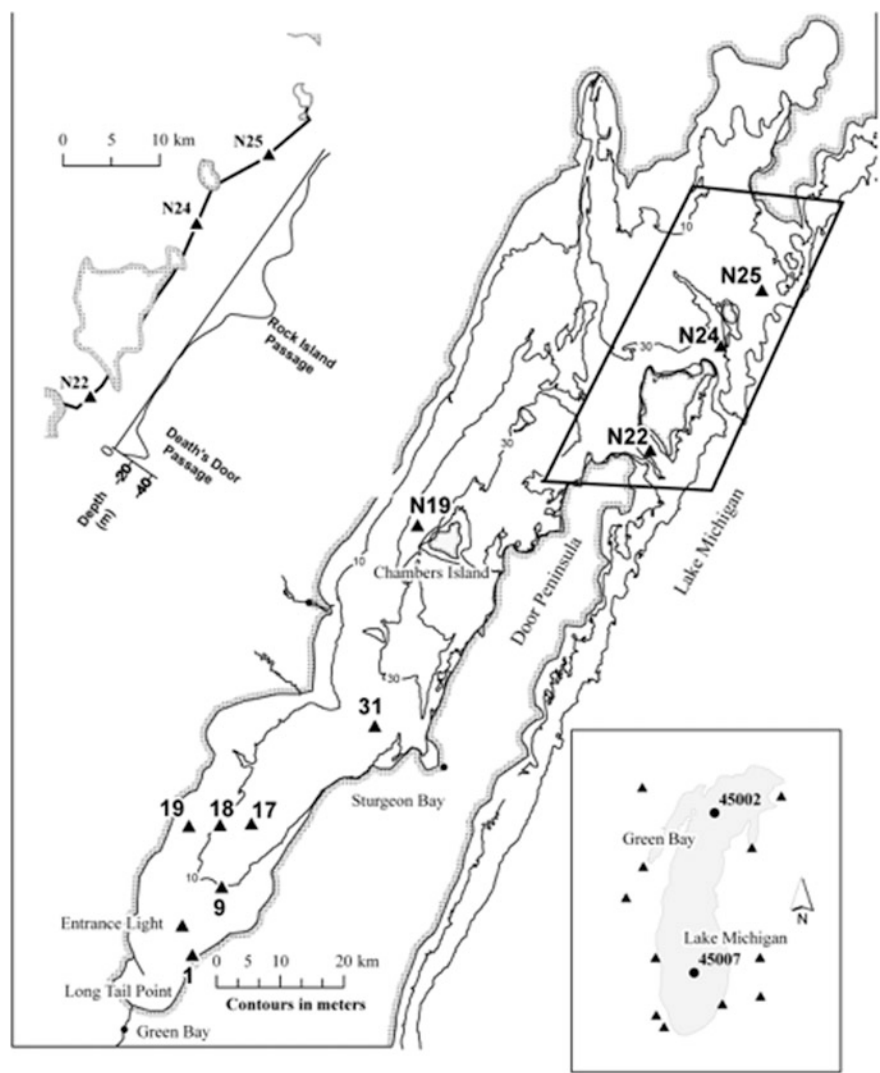 N25
0 5 10 km
N24
N22
Rock Island
Passage
Death's Door
Passage
0
-20
-40
Depth
(m)
10
N25
N24
30
N22
30
N19
10
Chambers Island
Door Peninsula
Lake Michigan
30
31
Sturgeon Bay
19 18 17
10
9
Entrance Light
1
Long Tail Point
0 10 20 km
Contours in meters
Green Bay
45002
Green Bay
N
Lake Michigan
45007